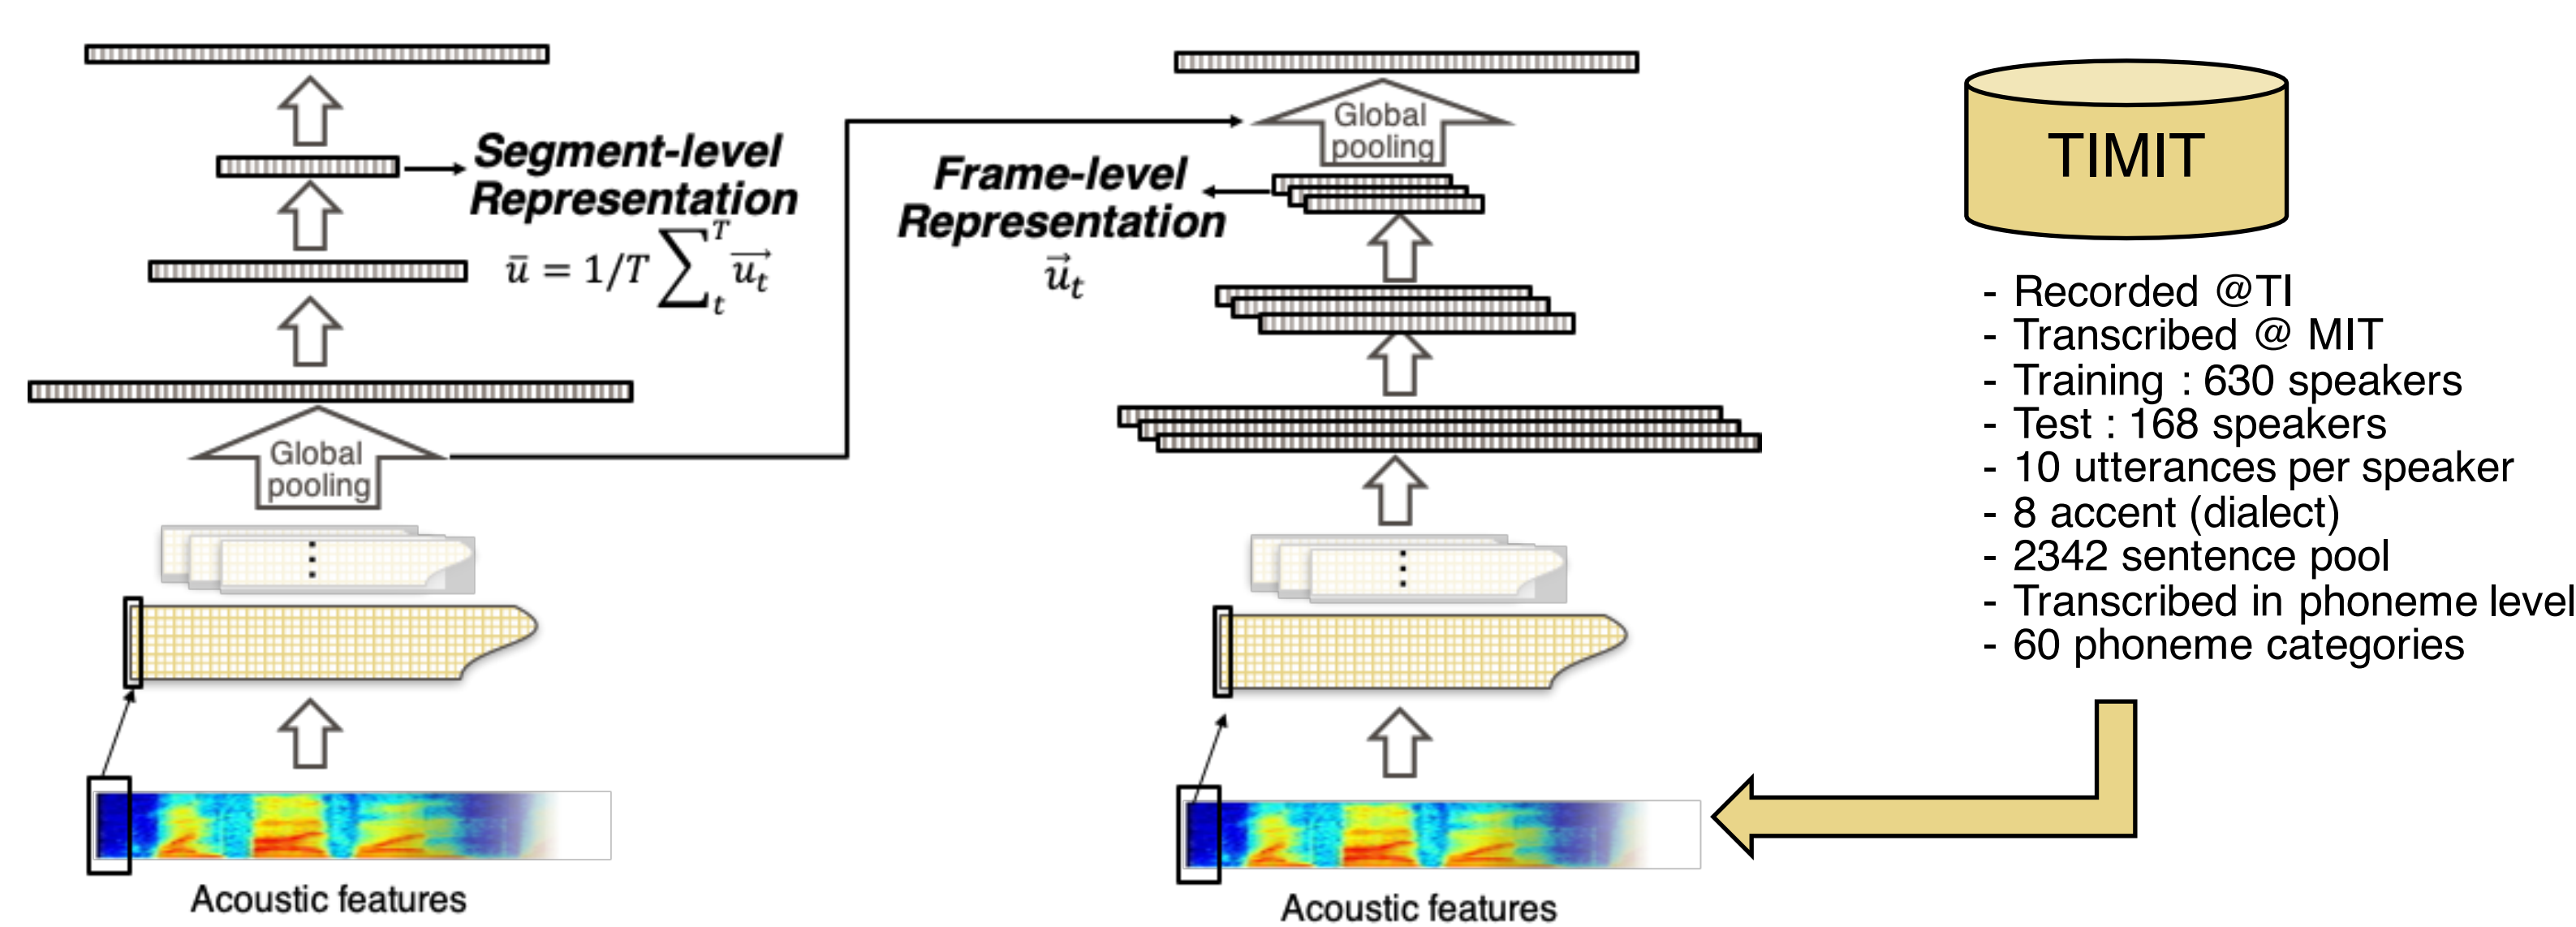 Segment-level
Representation
ū = 1/T ∑_t^T u⃗_t
Global
pooling
Acoustic features
Global
pooling
Frame-level
Representation
u⃗_t
Acoustic features
TIMIT
- Recorded @TI
- Transcribed @ MIT
- Training : 630 speakers
- Test : 168 speakers
- 10 utterances per speaker
- 8 accent (dialect)
- 2342 sentence pool
- Transcribed in phoneme level
- 60 phoneme categories